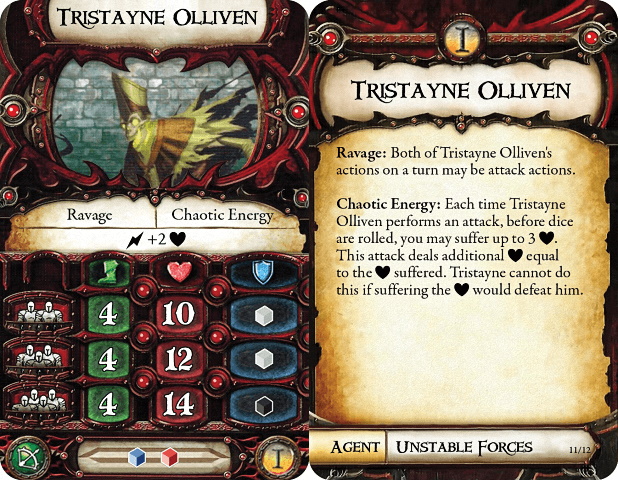 TRISTAYNE OLLIVEN
Ravage Chaotic Energy
+2
4 10
4 12
4 14
I
I
TRISTAYNE OLLIVEN
Ravage: Both of Tristayne Olliven's
actions on a turn may be attack actions.
Chaotic Energy: Each time Tristayne
Olliven performs an attack, before dice
are rolled, you may suffer up to 3 .
This attack deals additional equal
to the suffered. Tristayne cannot do
this if suffering the would defeat him.
AGENT UNSTABLE FORCES 11/12